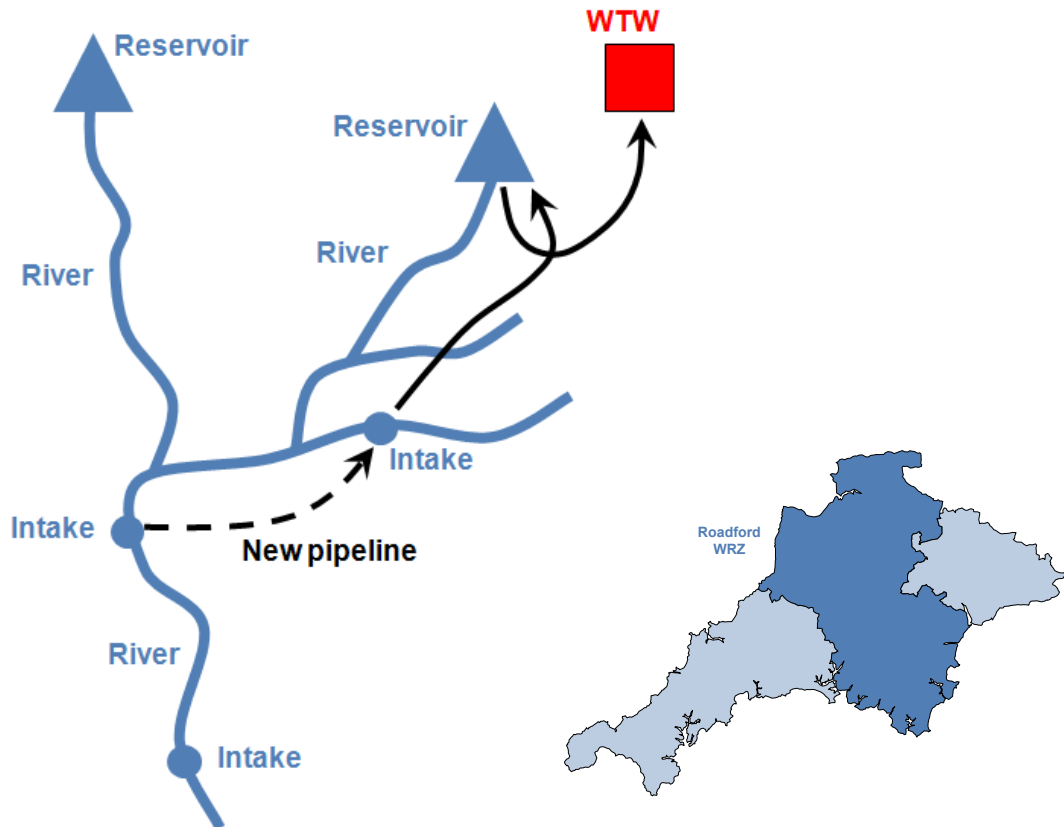 WTW
Reservoir
Reservoir
River
River
Intake
Intake
New pipeline
Roadford
WRZ
River
Intake